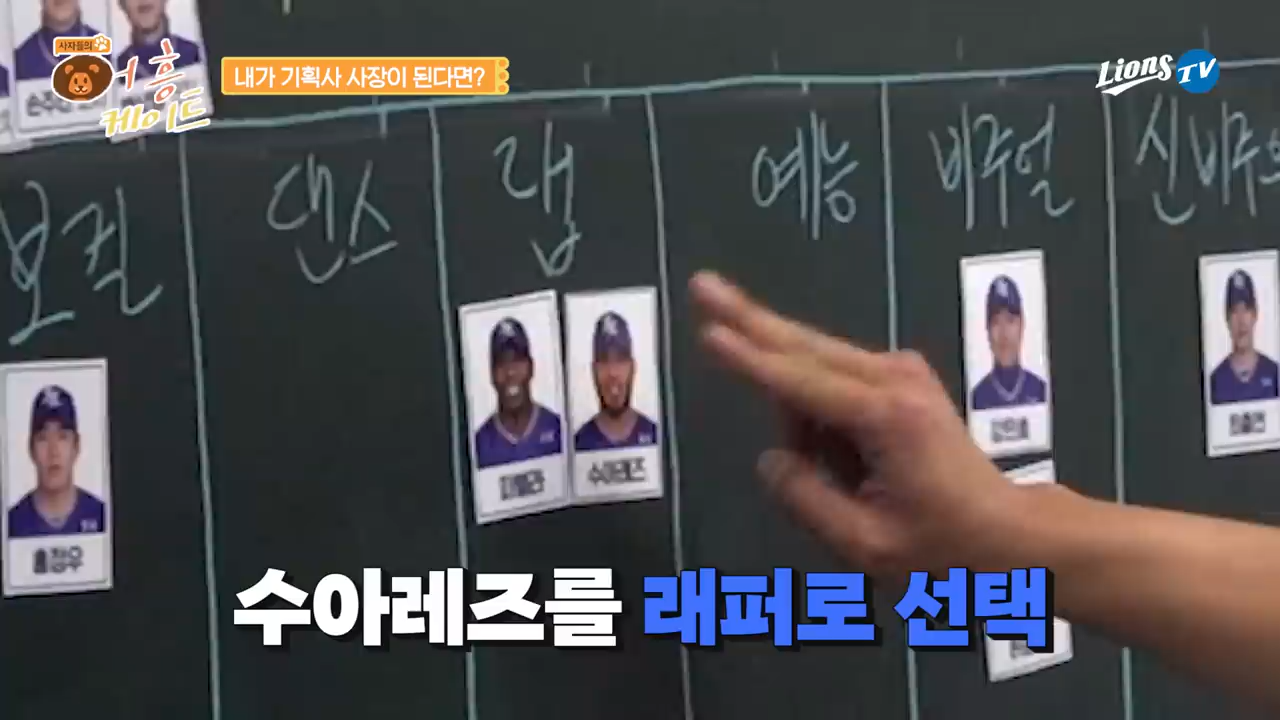 사자들의
어흥
케이트
내가 기획사 사장이 된다면?
Lions TV
보컬
댄스
랩
예능
비주얼
신비주의
피렐라
수아레즈
홍정우
수아레즈를 래퍼로 선택